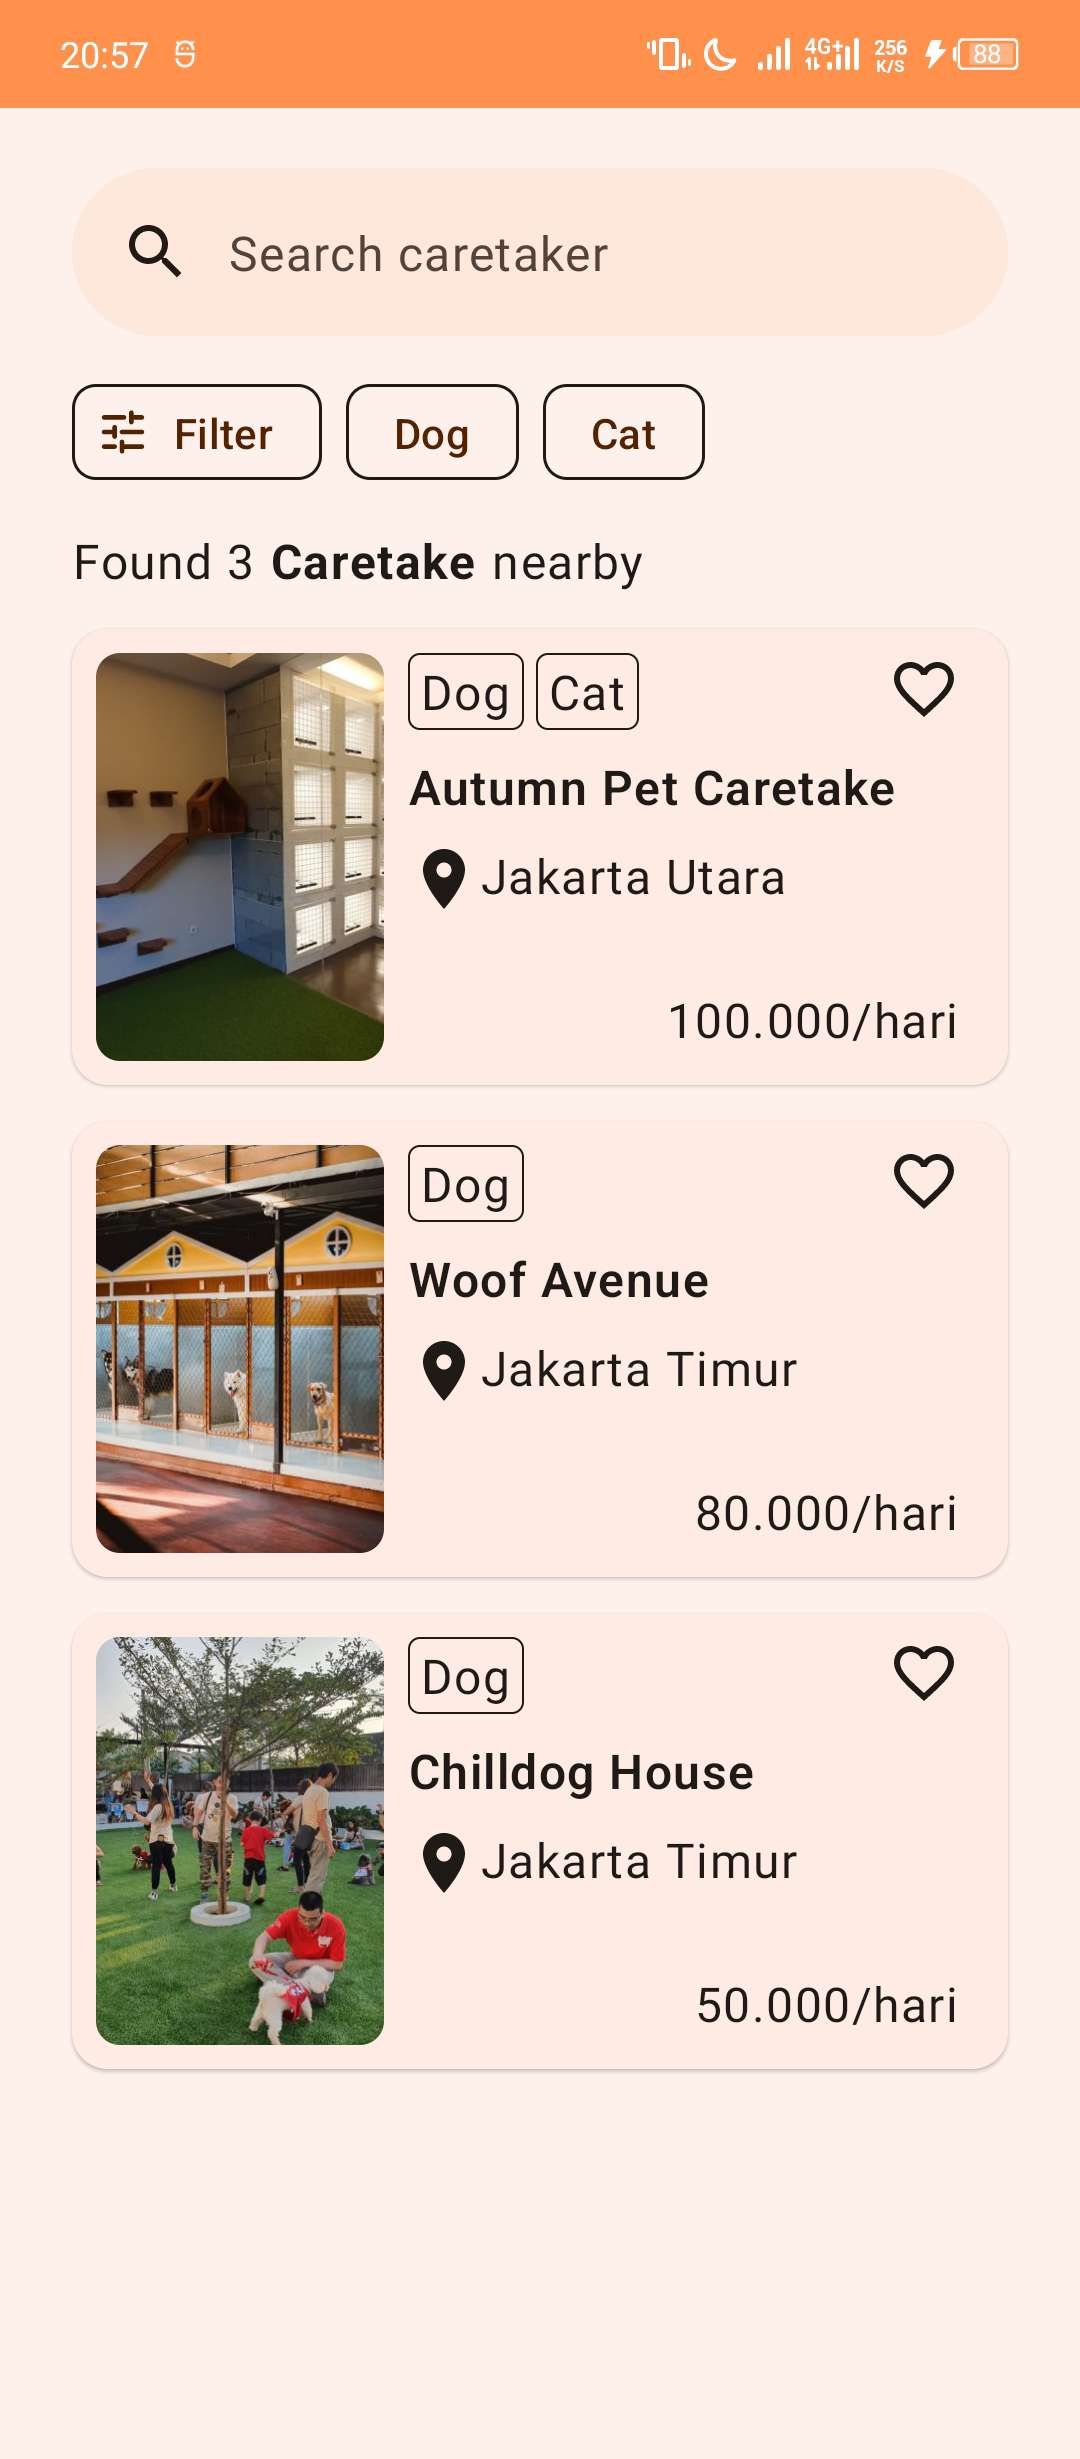 20:57 4G+ 256 K/S 88
Search caretaker
Filter Dog Cat
Found 3 Caretake nearby
Dog Cat
Autumn Pet Caretake
Jakarta Utara
100.000/hari
Dog
Woof Avenue
Jakarta Timur
80.000/hari
Dog
Chilldog House
Jakarta Timur
50.000/hari